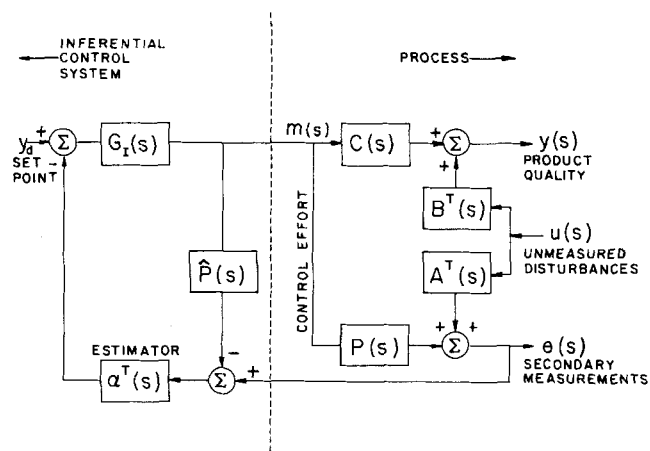 INFERENTIAL
CONTROL
SYSTEM
PROCESS
y_d +
Σ
SET-
POINT
G_I(s)
m(s)
C(s)
+
+
Σ
y(s)
PRODUCT
QUALITY
B^T(s)
u(s)
UNMEASURED
DISTURBANCES
P̂(s)
CONTROL EFFORT
A^T(s)
ESTIMATOR
α^T(s)
−
+
Σ
P(s)
+
+
Σ
θ(s)
SECONDARY
MEASUREMENTS